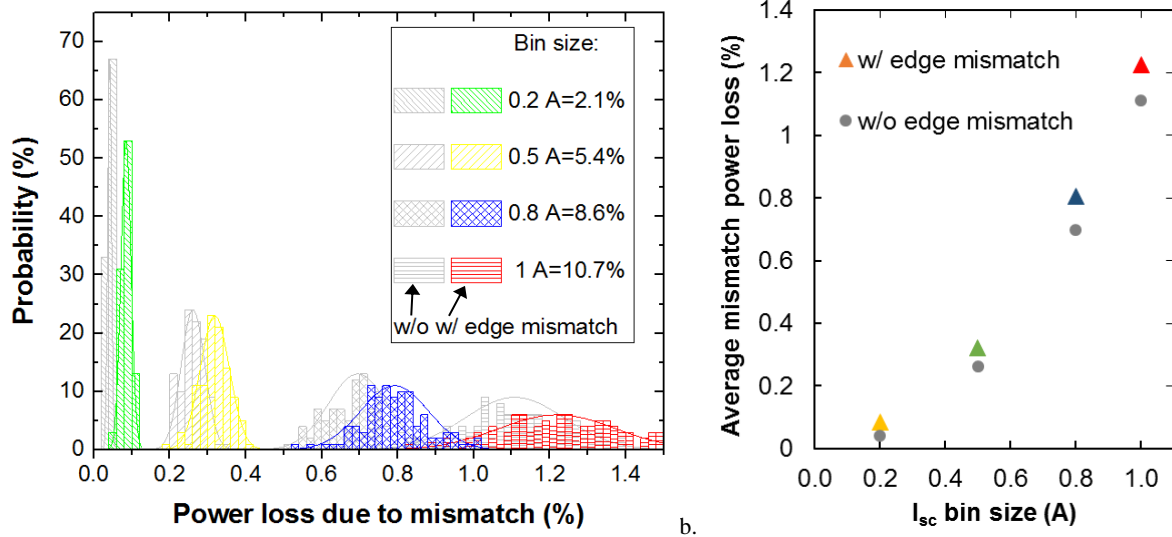 70
60
50
40
30
20
10
0
Probability (%)
Bin size:
0.2 A=2.1%
0.5 A=5.4%
0.8 A=8.6%
1 A=10.7%
w/o w/ edge mismatch
0.0 0.2 0.4 0.6 0.8 1.0 1.2 1.4
Power loss due to mismatch (%)
b.
1.4
1.2
1.0
0.8
0.6
0.4
0.2
0
Average mismatch power loss (%)
w/ edge mismatch
w/o edge mismatch
0.0 0.2 0.4 0.6 0.8 1.0
Isc bin size (A)